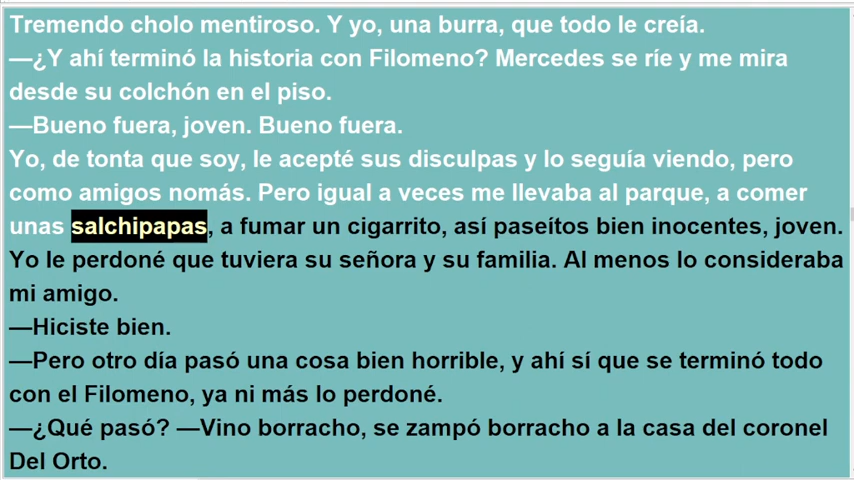 Tremendo cholo mentiroso. Y yo, una burra, que todo le creía.
—¿Y ahí terminó la historia con Filomeno? Mercedes se ríe y me mira
desde su colchón en el piso.
—Bueno fuera, joven. Bueno fuera.
Yo, de tonta que soy, le acepté sus disculpas y lo seguía viendo, pero
como amigos nomás. Pero igual a veces me llevaba al parque, a comer
unas salchipapas, a fumar un cigarrito, así paseítos bien inocentes, joven.
Yo le perdoné que tuviera su señora y su familia. Al menos lo consideraba
mi amigo.
—Hiciste bien.
—Pero otro día pasó una cosa bien horrible, y ahí sí que se terminó todo
con el Filomeno, ya ni más lo perdoné.
—¿Qué pasó? —Vino borracho, se zampó borracho a la casa del coronel
Del Orto.